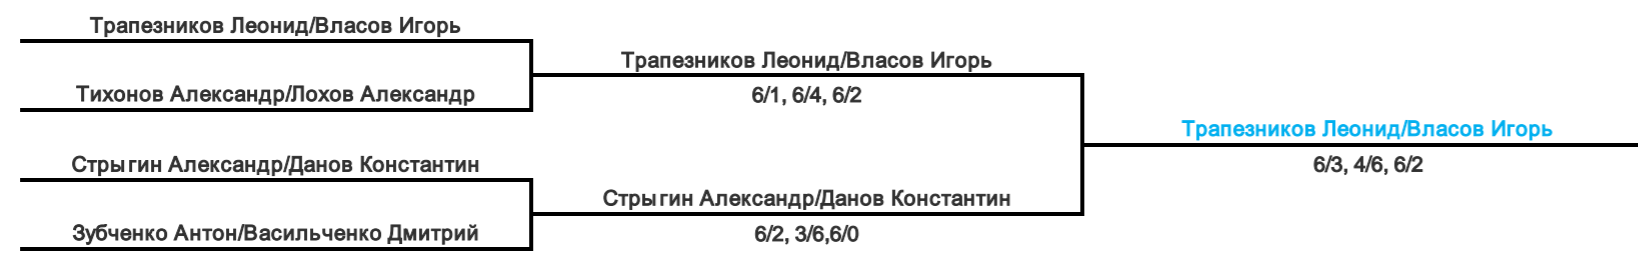 Трапезников Леонид/Власов Игорь
Трапезников Леонид/Власов Игорь
Тихонов Александр/Лохов Александр
6/1, 6/4, 6/2
Трапезников Леонид/Власов Игорь
Стрыгин Александр/Данов Константин
6/3, 4/6, 6/2
Стрыгин Александр/Данов Константин
Зубченко Антон/Васильченко Дмитрий
6/2, 3/6,6/0